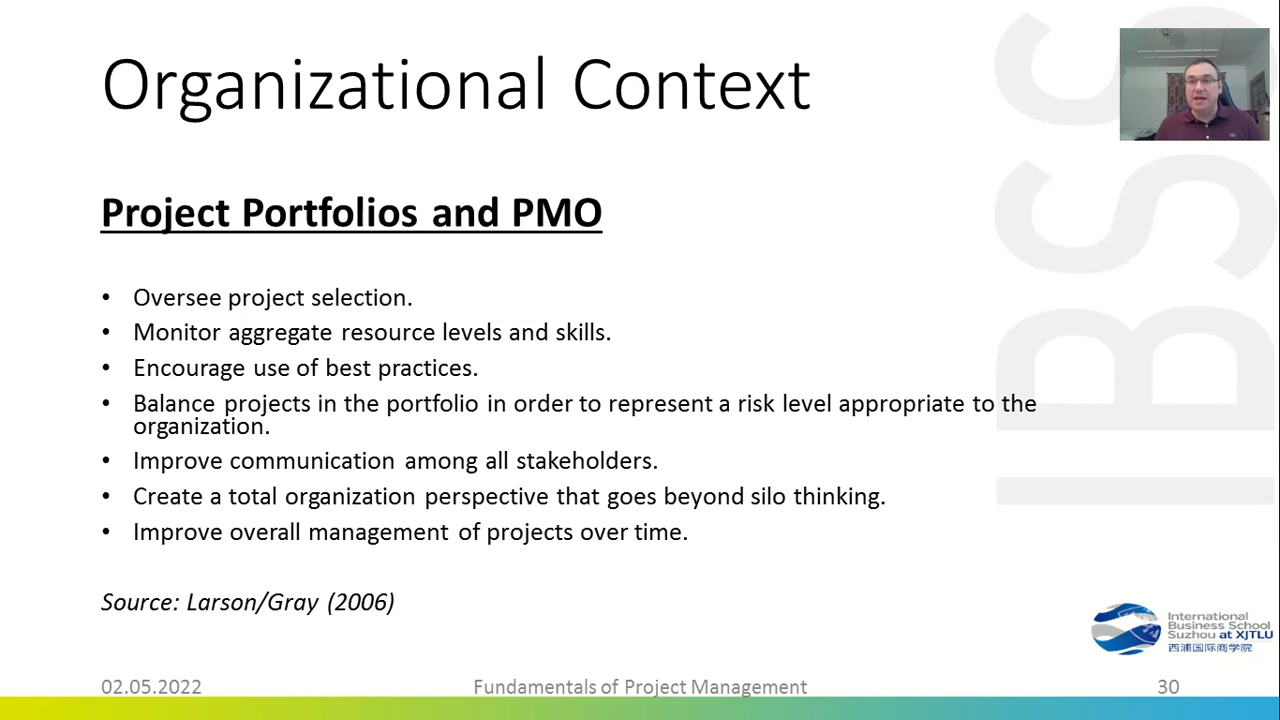 Organizational Context
Project Portfolios and PMO
• Oversee project selection.
• Monitor aggregate resource levels and skills.
• Encourage use of best practices.
• Balance projects in the portfolio in order to represent a risk level appropriate to the
organization.
• Improve communication among all stakeholders.
• Create a total organization perspective that goes beyond silo thinking.
• Improve overall management of projects over time.
Source: Larson/Gray (2006)
IBSS
International
Business School
Suzhou at XJTLU
西浦国际商学院
02.05.2022
Fundamentals of Project Management
30